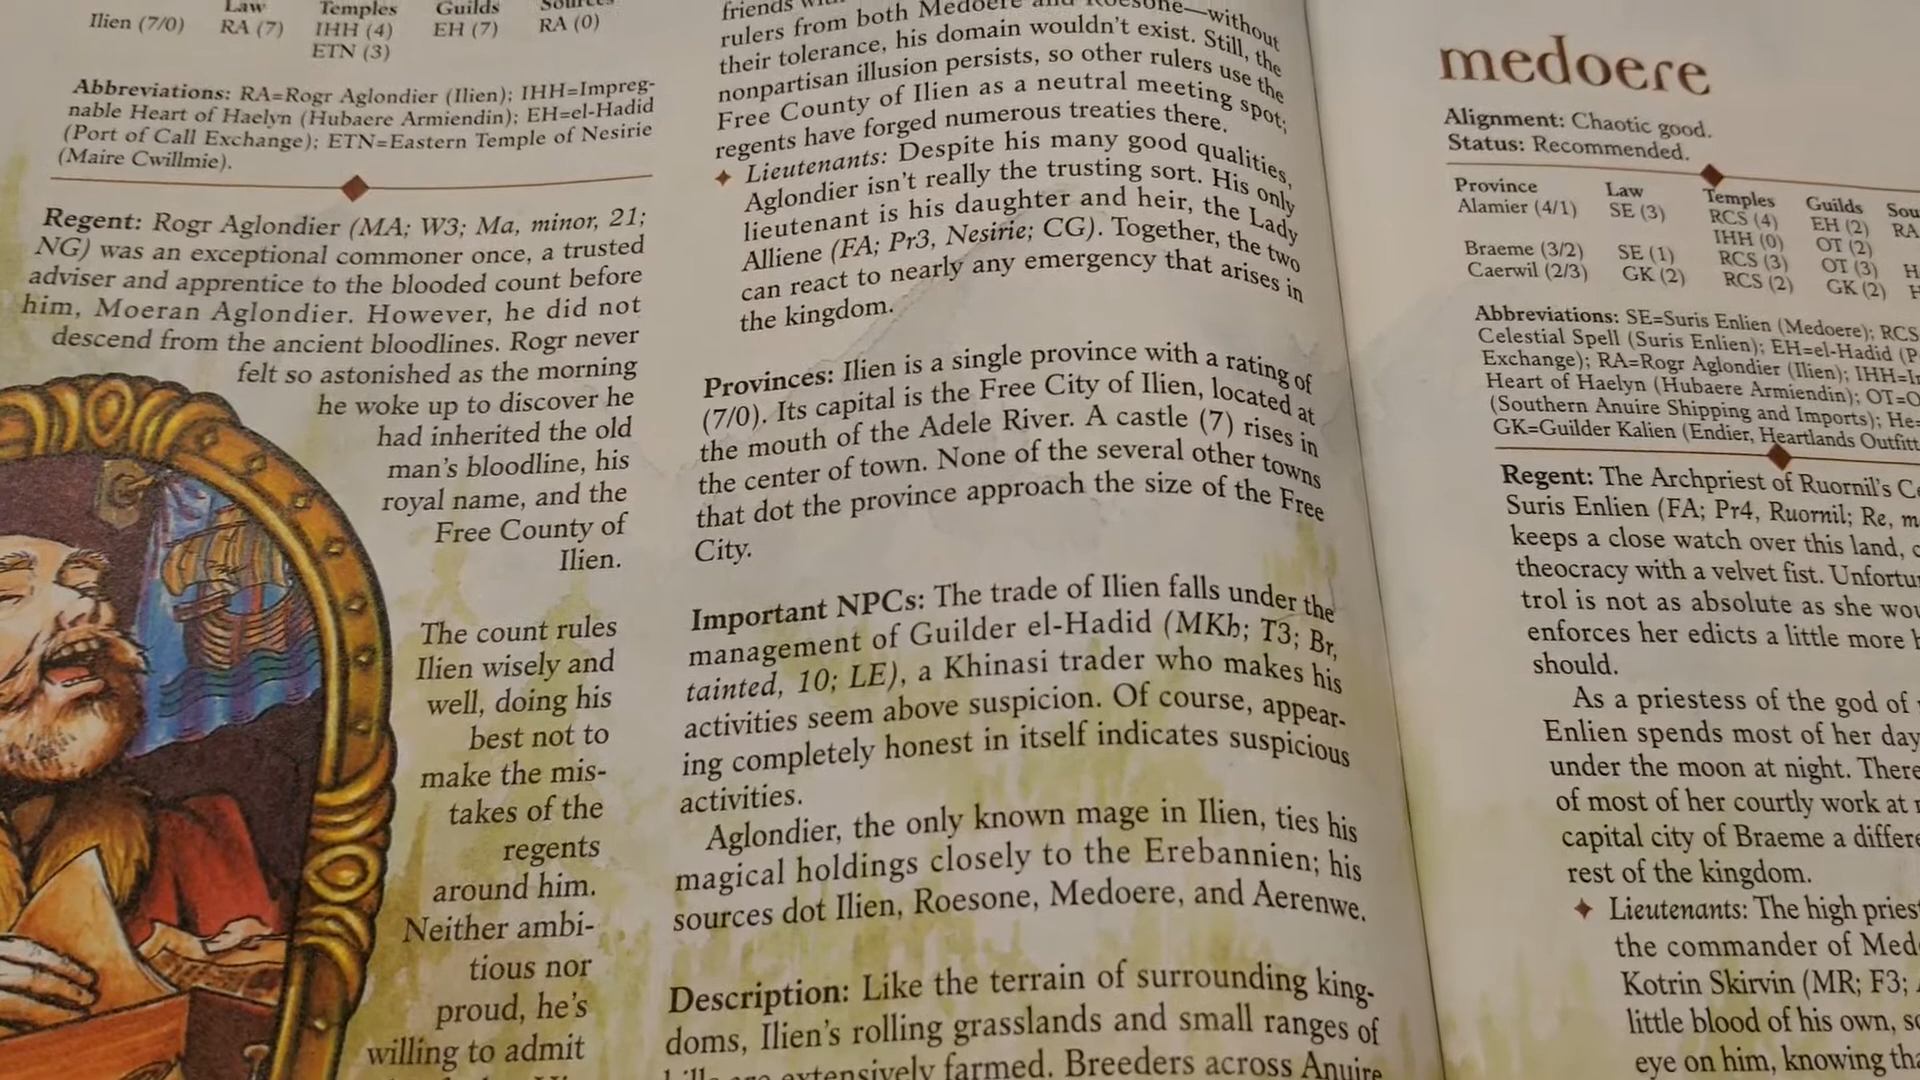 Law Temples Guilds
Ilien (7/0) RA (7) IHH (4) EH (7) RA (0)
ETN (3)
Abbreviations: RA=Rogr Aglondier (Ilien); IHH=Impreg-
nable Heart of Haelyn (Hubaere Armiendin); EH=el-Hadid
(Port of Call Exchange); ETN=Eastern Temple of Nesirie
(Maire Cwillmie).
Regent: Rogr Aglondier (MA; W3; Ma, minor, 21;
NG) was an exceptional commoner once, a trusted
adviser and apprentice to the blooded count before
him, Moeran Aglondier. However, he did not
descend from the ancient bloodlines. Rogr never
felt so astonished as the morning
he woke up to discover he
had inherited the old
man's bloodline, his
royal name, and the
Free County of
Ilien.
The count rules
Ilien wisely and
well, doing his
best not to
make the mis-
takes of the
regents
around him.
Neither ambi-
tious nor
proud, he's
willing to admit
friends
rulers from both Medoere and Roesone—without
their tolerance, his domain wouldn't exist. Still, the
nonpartisan illusion persists, so other rulers use the
Free County of Ilien as a neutral meeting spot;
regents have forged numerous treaties there.
✦ Lieutenants: Despite his many good qualities,
Aglondier isn't really the trusting sort. His only
lieutenant is his daughter and heir, the Lady
Alliene (FA; Pr3, Nesirie; CG). Together, the two
can react to nearly any emergency that arises in
the kingdom.
Provinces: Ilien is a single province with a rating of
(7/0). Its capital is the Free City of Ilien, located at
the mouth of the Adele River. A castle (7) rises in
the center of town. None of the several other towns
that dot the province approach the size of the Free
City.
Important NPCs: The trade of Ilien falls under the
management of Guilder el-Hadid (MKh; T3; Br,
tainted, 10; LE), a Khinasi trader who makes his
activities seem above suspicion. Of course, appear-
ing completely honest in itself indicates suspicious
activities.
Aglondier, the only known mage in Ilien, ties his
magical holdings closely to the Erebannien; his
sources dot Ilien, Roesone, Medoere, and Aerenwe.
Description: Like the terrain of surrounding king-
doms, Ilien's rolling grasslands and small ranges of
extensively farmed. Breeders across Anuire
medoere
Alignment: Chaotic good.
Status: Recommended.
Province Law Temples Guilds Sou
Alamier (4/1) SE (3) RCS (4) EH (2) RA
IHH (0) OT (2)
Braeme (3/2) SE (1) RCS (3) OT (3) H
Caerwil (2/3) GK (2) RCS (2) GK (2) H
Abbreviations: SE=Suris Enlien (Medoere); RCS
Celestial Spell (Suris Enlien); EH=el-Hadid (P
Exchange); RA=Rogr Aglondier (Ilien); IHH=I
Heart of Haelyn (Hubaere Armiendin); OT=O
(Southern Anuire Shipping and Imports); He=
GK=Guilder Kalien (Endier, Heartlands Outfitt
Regent: The Archpriest of Ruornil's Ce
Suris Enlien (FA; Pr4, Ruornil; Re, m
keeps a close watch over this land, c
theocracy with a velvet fist. Unfortu
trol is not as absolute as she wou
enforces her edicts a little more h
should.
As a priestess of the god of
Enlien spends most of her day
under the moon at night. There
of most of her courtly work at n
capital city of Braeme a differe
rest of the kingdom.
✦ Lieutenants: The high priest
the commander of Med
Kotrin Skirvin (MR; F3;
little blood of his own, so
eye on him, knowing tha